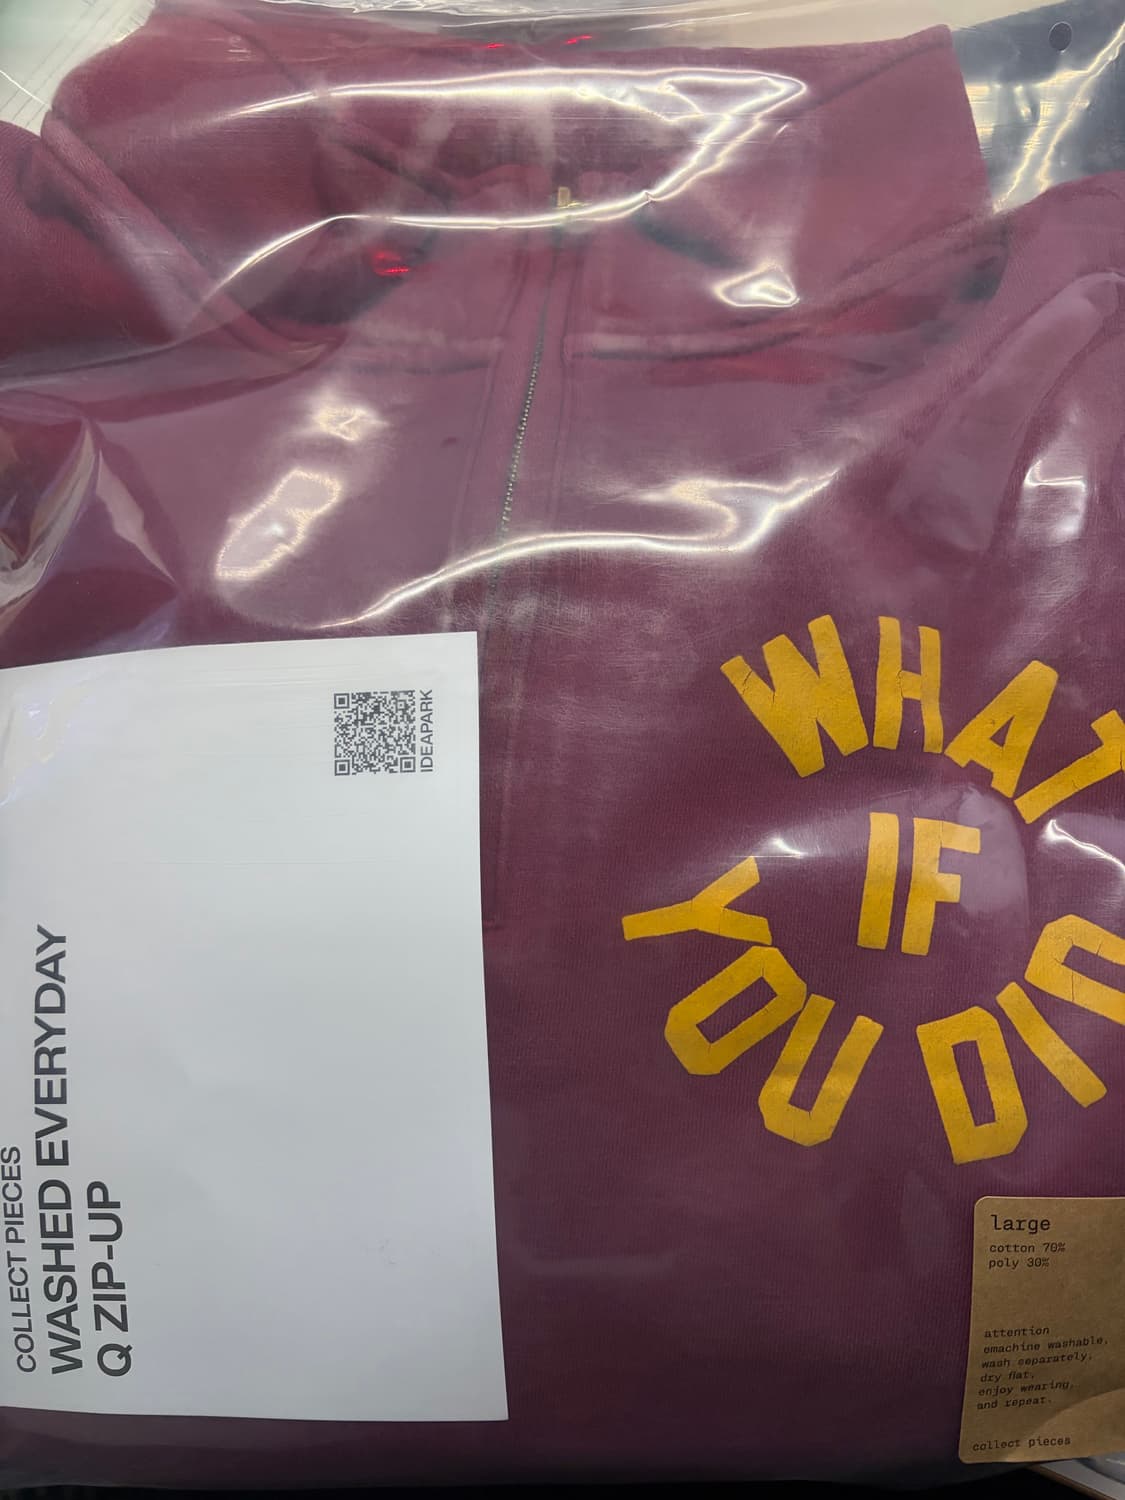 COLLECT PIECES
WASHED EVERYDAY
Q ZIP-UP
IDEAPARK
WHAT
IF
YOU DID
large
cotton 70%
poly 30%
attention
emachine washable,
wash separately,
dry flat,
enjoy wearing,
and repeat.
collect pieces